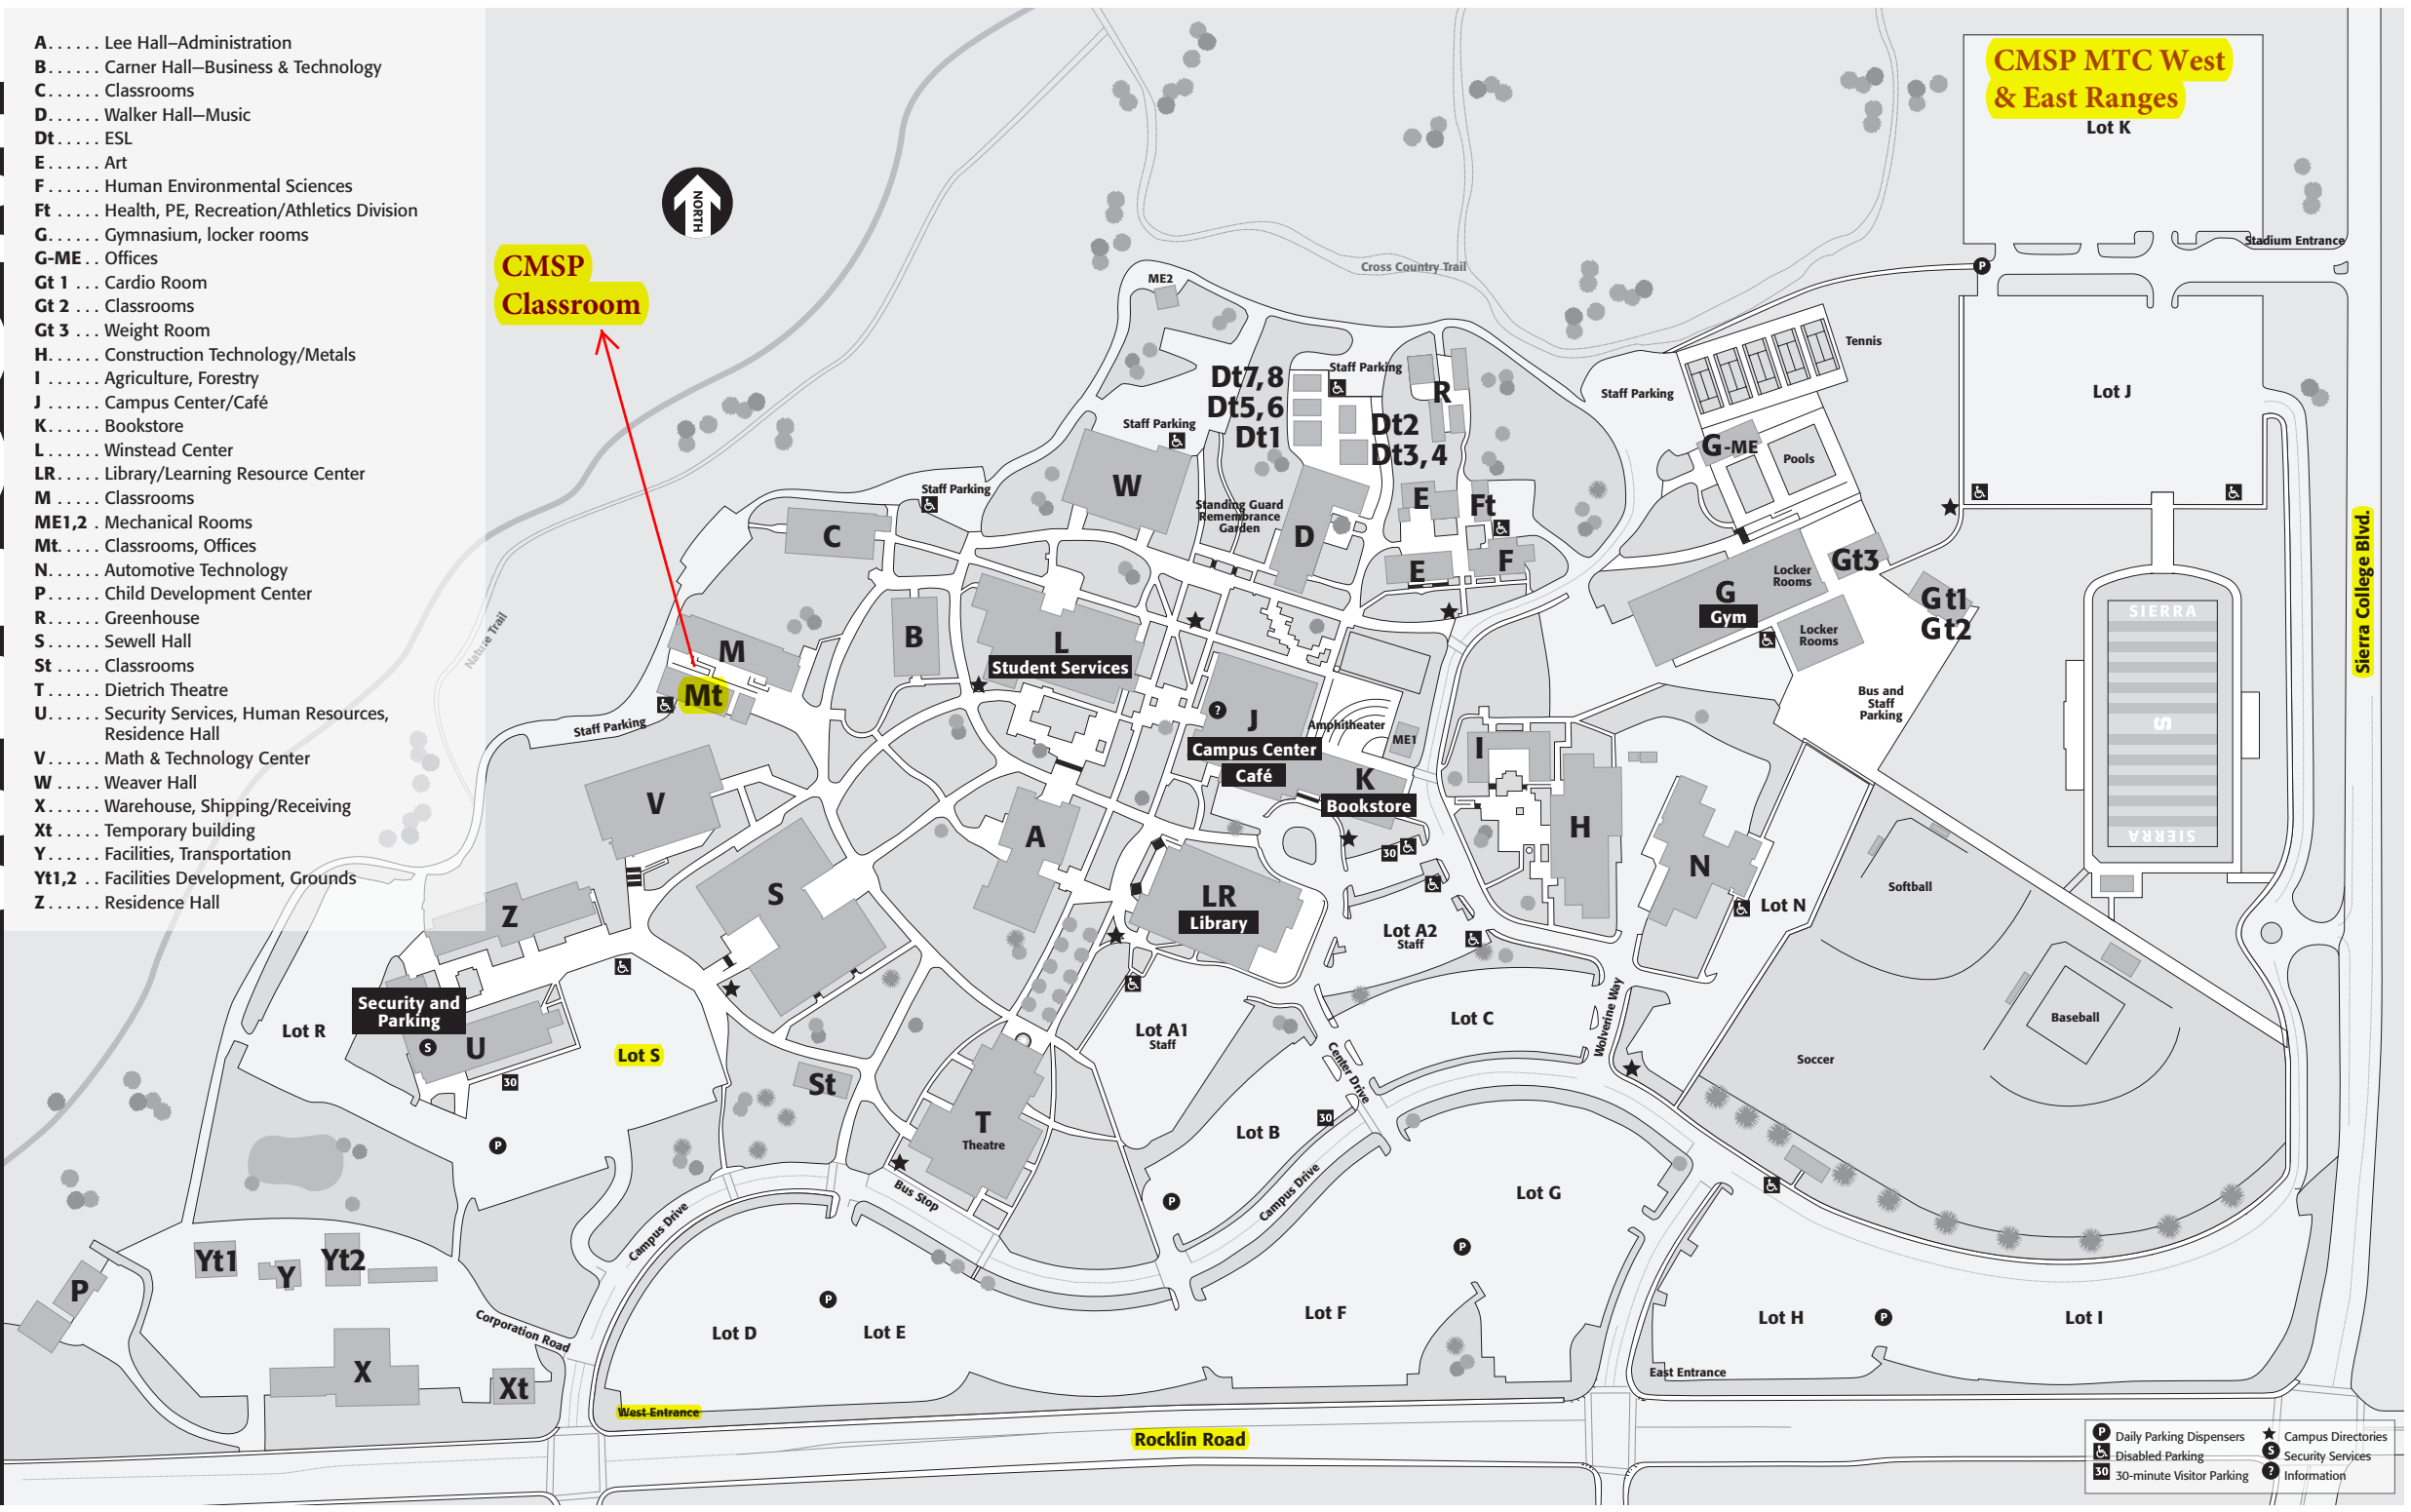 A. . . . . . Lee Hall–Administration
B. . . . . . Carner Hall—Business & Technology
C. . . . . . Classrooms
D. . . . . . Walker Hall—Music
Dt . . . . . ESL
E . . . . . . Art
F . . . . . . Human Environmental Sciences
Ft . . . . . Health, PE, Recreation/Athletics Division
G. . . . . . Gymnasium, locker rooms
G-ME . . Offices
Gt 1 . . . Cardio Room
Gt 2 . . . Classrooms
Gt 3 . . . Weight Room
H. . . . . . Construction Technology/Metals
I . . . . . . Agriculture, Forestry
J . . . . . . Campus Center/Café
K. . . . . . Bookstore
L . . . . . . Winstead Center
LR. . . . . Library/Learning Resource Center
M . . . . . Classrooms
ME1,2 . Mechanical Rooms
Mt. . . . . Classrooms, Offices
N. . . . . . Automotive Technology
P . . . . . . Child Development Center
R. . . . . . Greenhouse
S . . . . . . Sewell Hall
St . . . . . Classrooms
T . . . . . . Dietrich Theatre
U. . . . . . Security Services, Human Resources,
Residence Hall
V. . . . . . Math & Technology Center
W . . . . . Weaver Hall
X. . . . . . Warehouse, Shipping/Receiving
Xt . . . . . Temporary building
Y. . . . . . Facilities, Transportation
Yt1,2 . . Facilities Development, Grounds
Z. . . . . . Residence Hall
NORTH
CMSP
Classroom
CMSP MTC West
& East Ranges
Lot K
Stadium Entrance
Cross Country Trail
P
ME2
Tennis
Staff Parking
Dt7, 8
Dt5, 6
Dt1
R
Dt2
Dt3, 4
Staff Parking
Lot J
Staff Parking
G-ME
Pools
Staff Parking
W
Standing Guard
Remembrance
Garden
E
Ft
C
D
E
F
Gt3
Locker
Rooms
G
Gym
Gt1
Gt2
Locker
Rooms
Sierra College Blvd.
SIERRA
S
SIERRA
Nature Trail
M
B
L
Student Services
Mt
Staff Parking
Bus and
Staff
Parking
?
J
Campus Center
Café
Amphitheater
ME1
I
K
Bookstore
V
A
H
30
N
S
LR
Library
Softball
Lot N
Z
Lot A2
Staff
Security and
Parking
S
U
Lot R
30
Lot S
Lot A1
Staff
Lot C
Wolverine Way
Baseball
Soccer
Center Drive
St
T
Theatre
Lot B
30
P
Bus Stop
P
Campus Drive
Lot G
P
Campus Drive
Yt1
Y
Yt2
P
P
Corporation Road
Lot D
Lot E
Lot F
Lot H
P
Lot I
X
Xt
East Entrance
West Entrance
Rocklin Road
P Daily Parking Dispensers
Disabled Parking
30 30-minute Visitor Parking
Campus Directories
S Security Services
? Information